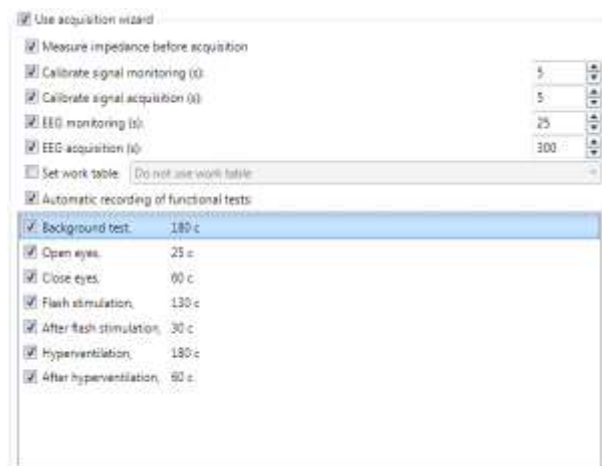 Use acquisition wizard
Measure impedance before acquisition
Calibrate signal monitoring (s): 5
Calibrate signal acquisition (s): 5
EEG monitoring (s): 25
EEG acquisition (s): 300
Set work table: Do not use work table
Automatic recording of functional tests:
Background test, 180 c
Open eyes, 25 c
Close eyes, 60 c
Flash stimulation, 130 c
After flash stimulation, 30 c
Hyperventilation, 180 c
After hyperventilation, 60 c